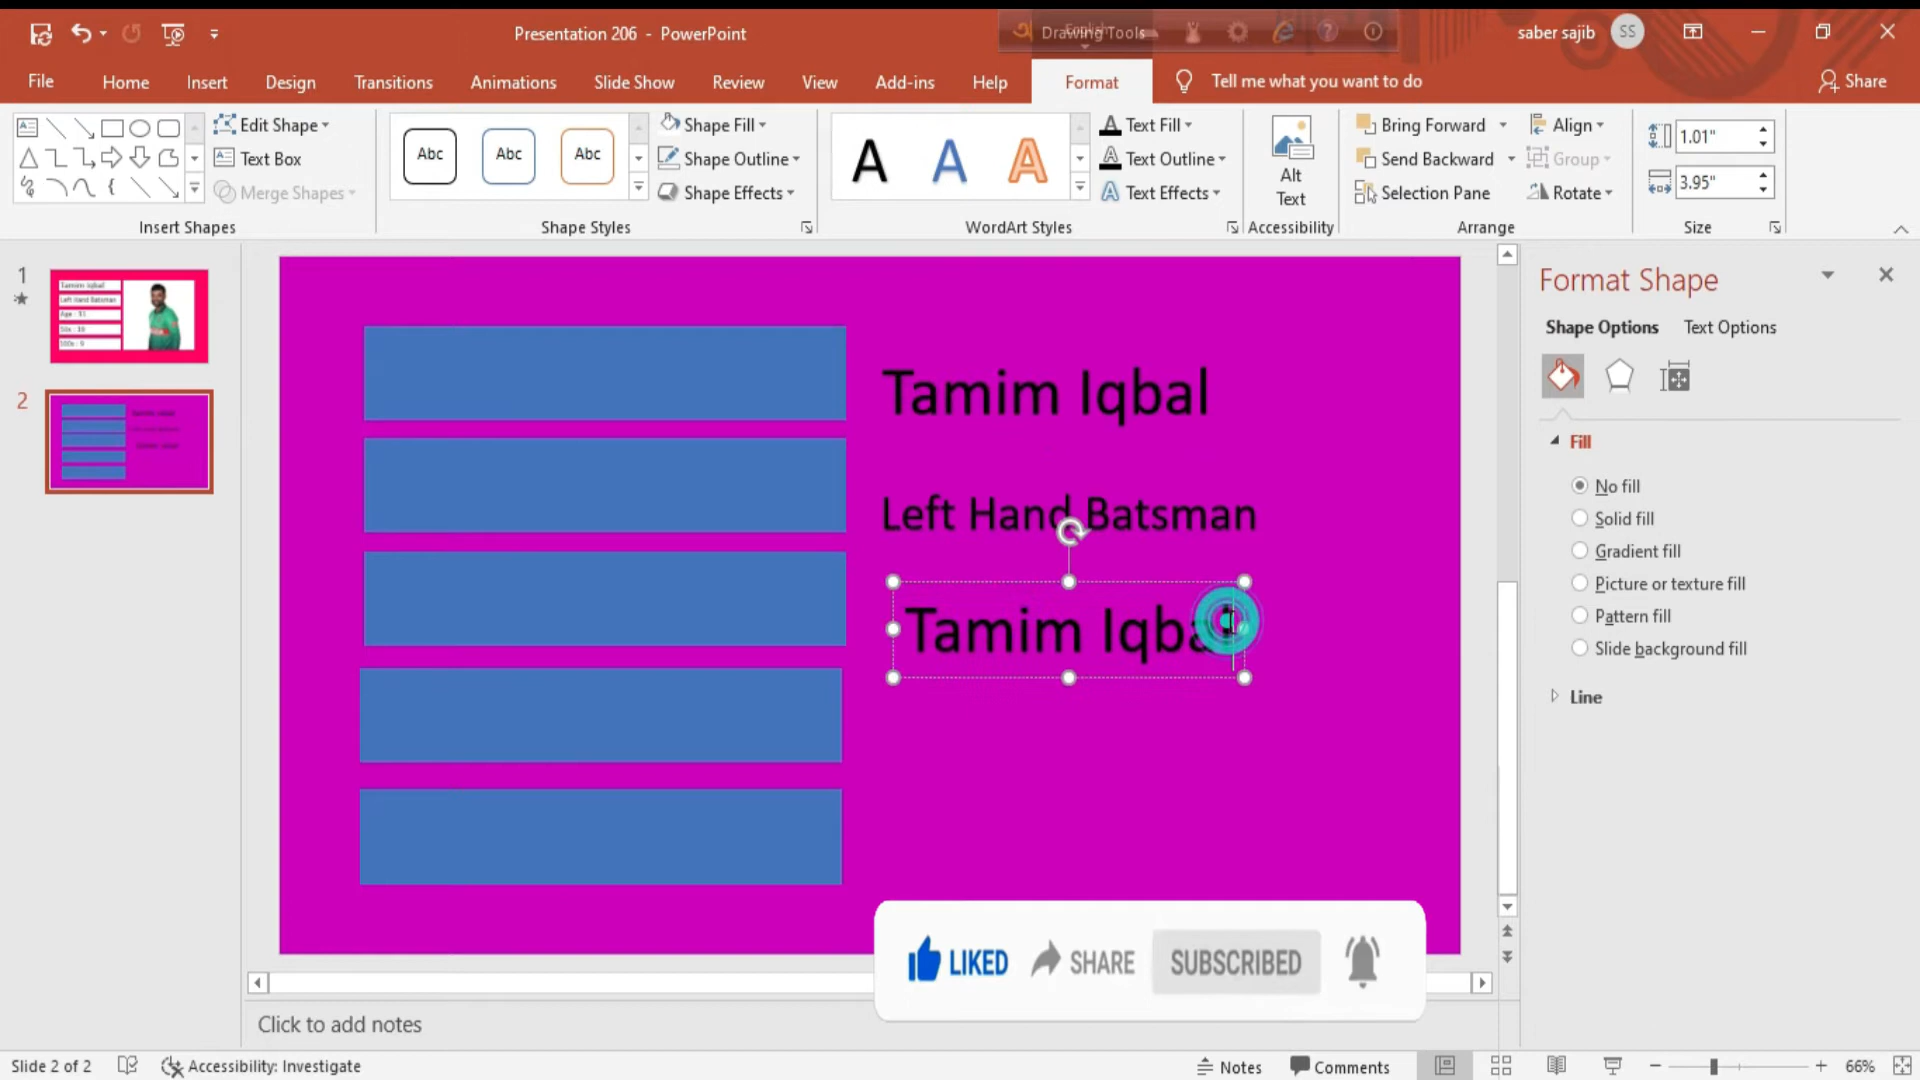 Presentation 206 - PowerPoint
Drawing Tools
saber sajib
SS
File
Home
Insert
Design
Transitions
Animations
Slide Show
Review
View
Add-ins
Help
Format
Tell me what you want to do
Share
Edit Shape
Text Box
Merge Shapes
Insert Shapes
Abc
Abc
Abc
Shape Fill
Shape Outline
Shape Effects
Shape Styles
A
A
A
Text Fill
Text Outline
Text Effects
WordArt Styles
Alt
Text
Accessibility
Bring Forward
Send Backward
Selection Pane
Align
Group
Rotate
Arrange
1.01"
3.95"
Size
1
Tamim Iqbal
Left Hand Batsman
2
Tamim Iqbal
Left Hand Batsman
Tamim Iqba
Format Shape
Shape Options
Text Options
Fill
No fill
Solid fill
Gradient fill
Picture or texture fill
Pattern fill
Slide background fill
Line
LIKED
SHARE
SUBSCRIBED
Click to add notes
Slide 2 of 2
Accessibility: Investigate
Notes
Comments
66%